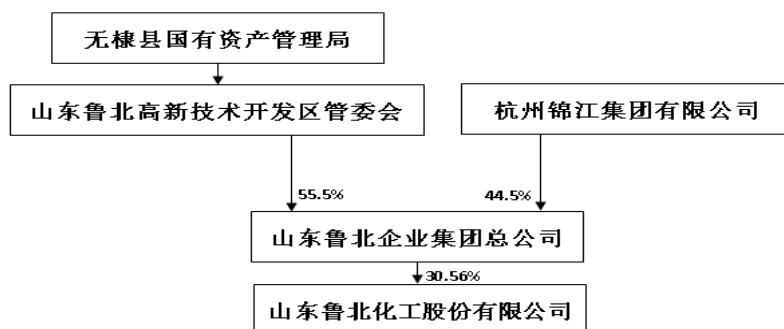 无棣县国有资产管理局
山东鲁北高新技术开发区管委会
杭州锦江集团有限公司
55.5%
44.5%
山东鲁北企业集团总公司
30.56%
山东鲁北化工股份有限公司